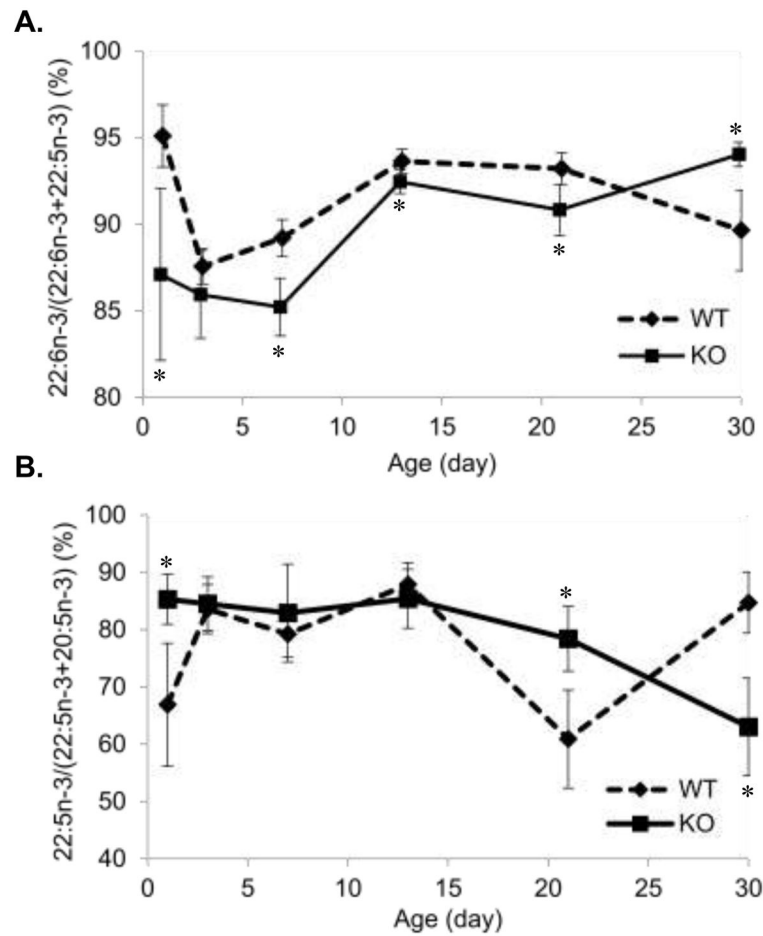 A.
22:6n-3/(22:6n-3+22:5n-3) (%)
100
95
90
85
80
*
*
*
*
*
WT
KO
0 5 10 15 20 25 30
Age (day)
B.
22:5n-3/(22:5n-3+20:5n-3) (%)
100
90
80
70
60
50
40
*
*
*
WT
KO
0 5 10 15 20 25 30
Age (day)